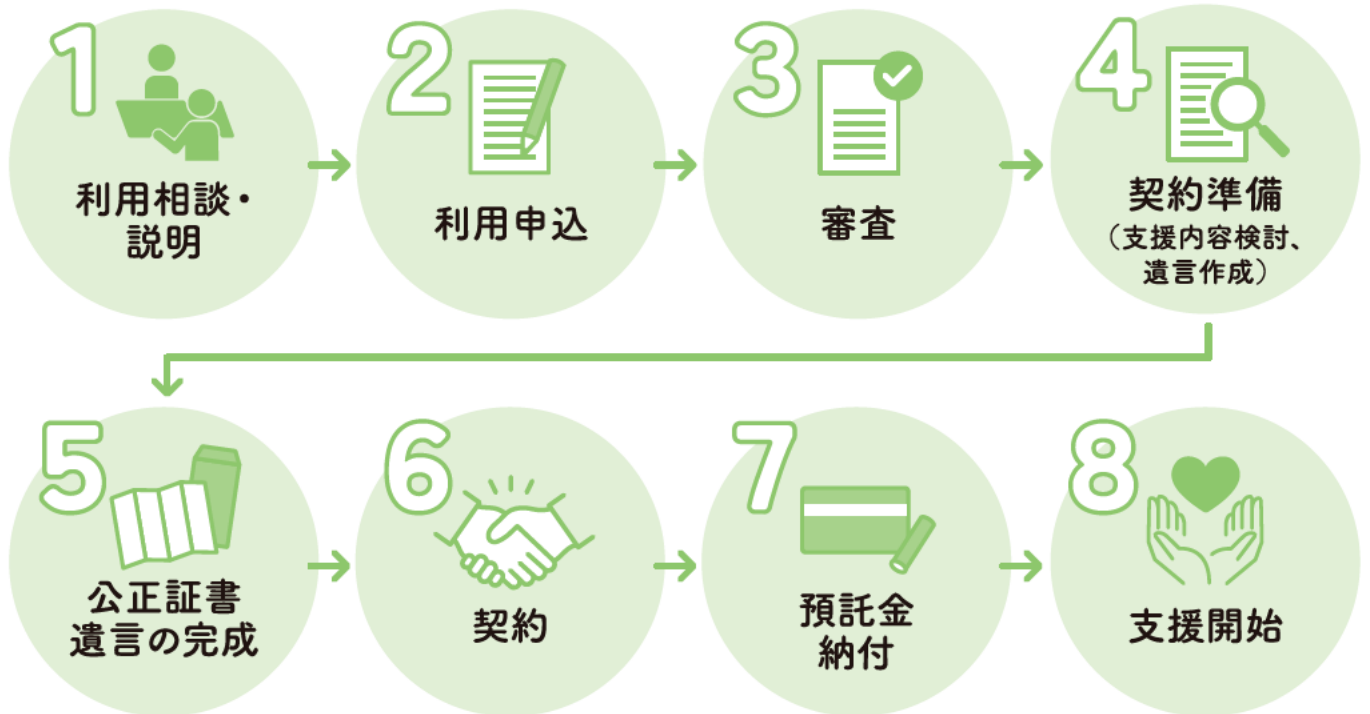 1
利用相談・
説明
2
利用申込
3
審査
4
契約準備
（支援内容検討、
遺言作成）
5
公正証書
遺言の完成
6
契約
7
預託金
納付
8
支援開始